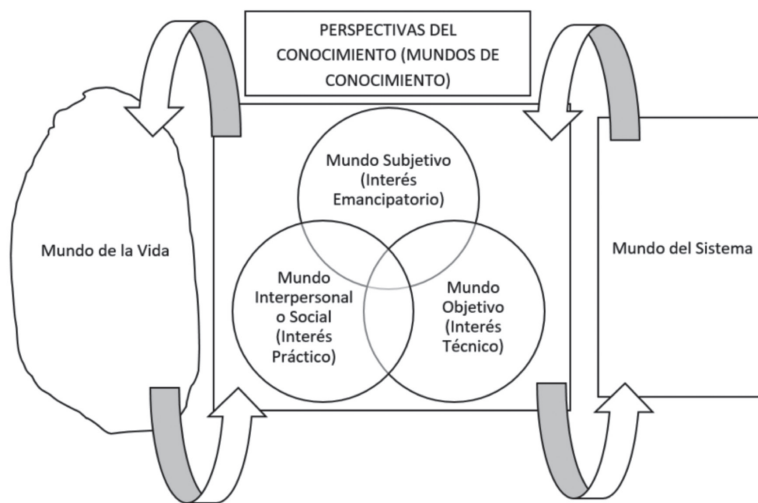 PERSPECTIVAS DEL
CONOCIMIENTO (MUNDOS DE
CONOCIMIENTO)
Mundo de la Vida
Mundo Subjetivo
(Interés
Emancipatorio)
Mundo
Interpersonal
o Social
(Interés
Práctico)
Mundo
Objetivo
(Interés
Técnico)
Mundo del Sistema